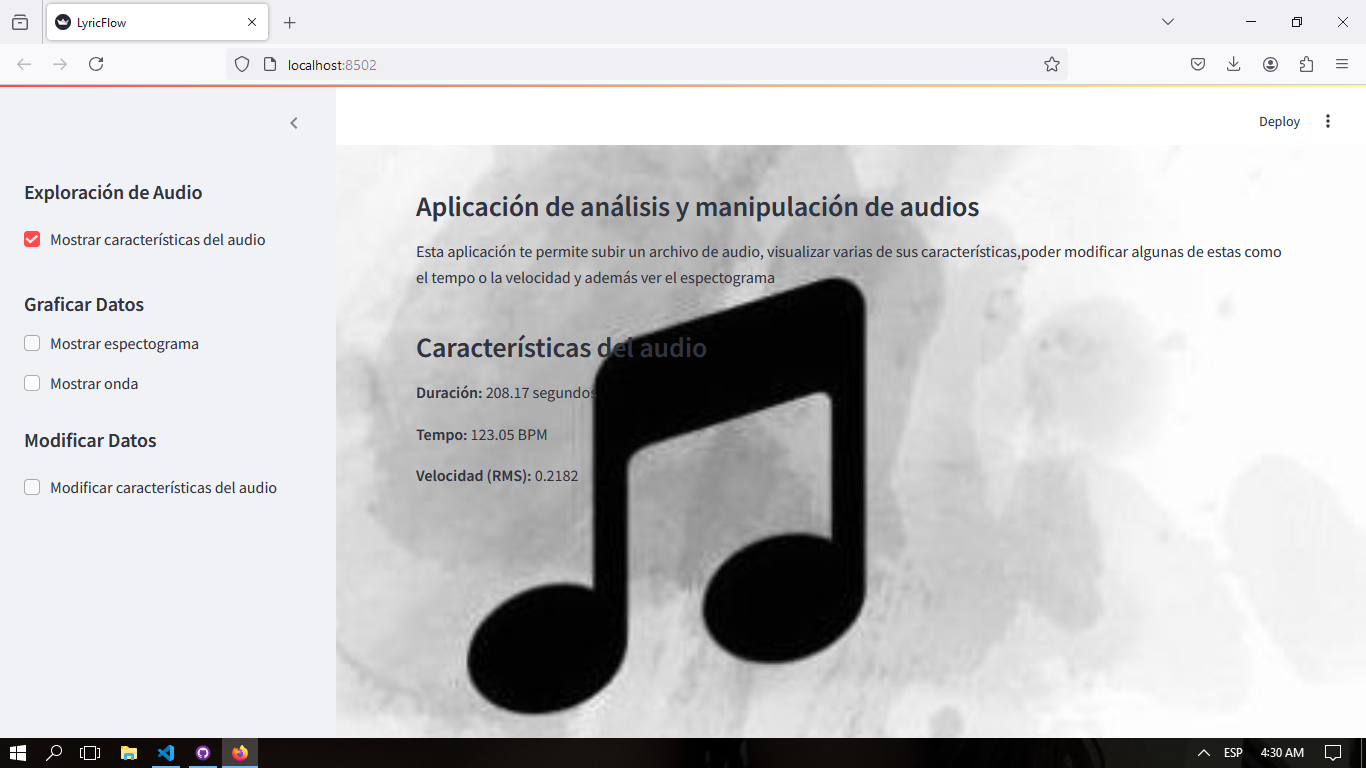 LyricFlow
localhost:8502
Deploy
Exploración de Audio
Mostrar características del audio
Graficar Datos
Mostrar espectograma
Mostrar onda
Modificar Datos
Modificar características del audio
Aplicación de análisis y manipulación de audios
Esta aplicación te permite subir un archivo de audio, visualizar varias de sus características,poder modificar algunas de estas como
el tempo o la velocidad y además ver el espectograma
Características del audio
Duración: 208.17 segundos
Tempo: 123.05 BPM
Velocidad (RMS): 0.2182
ESP
4:30 AM